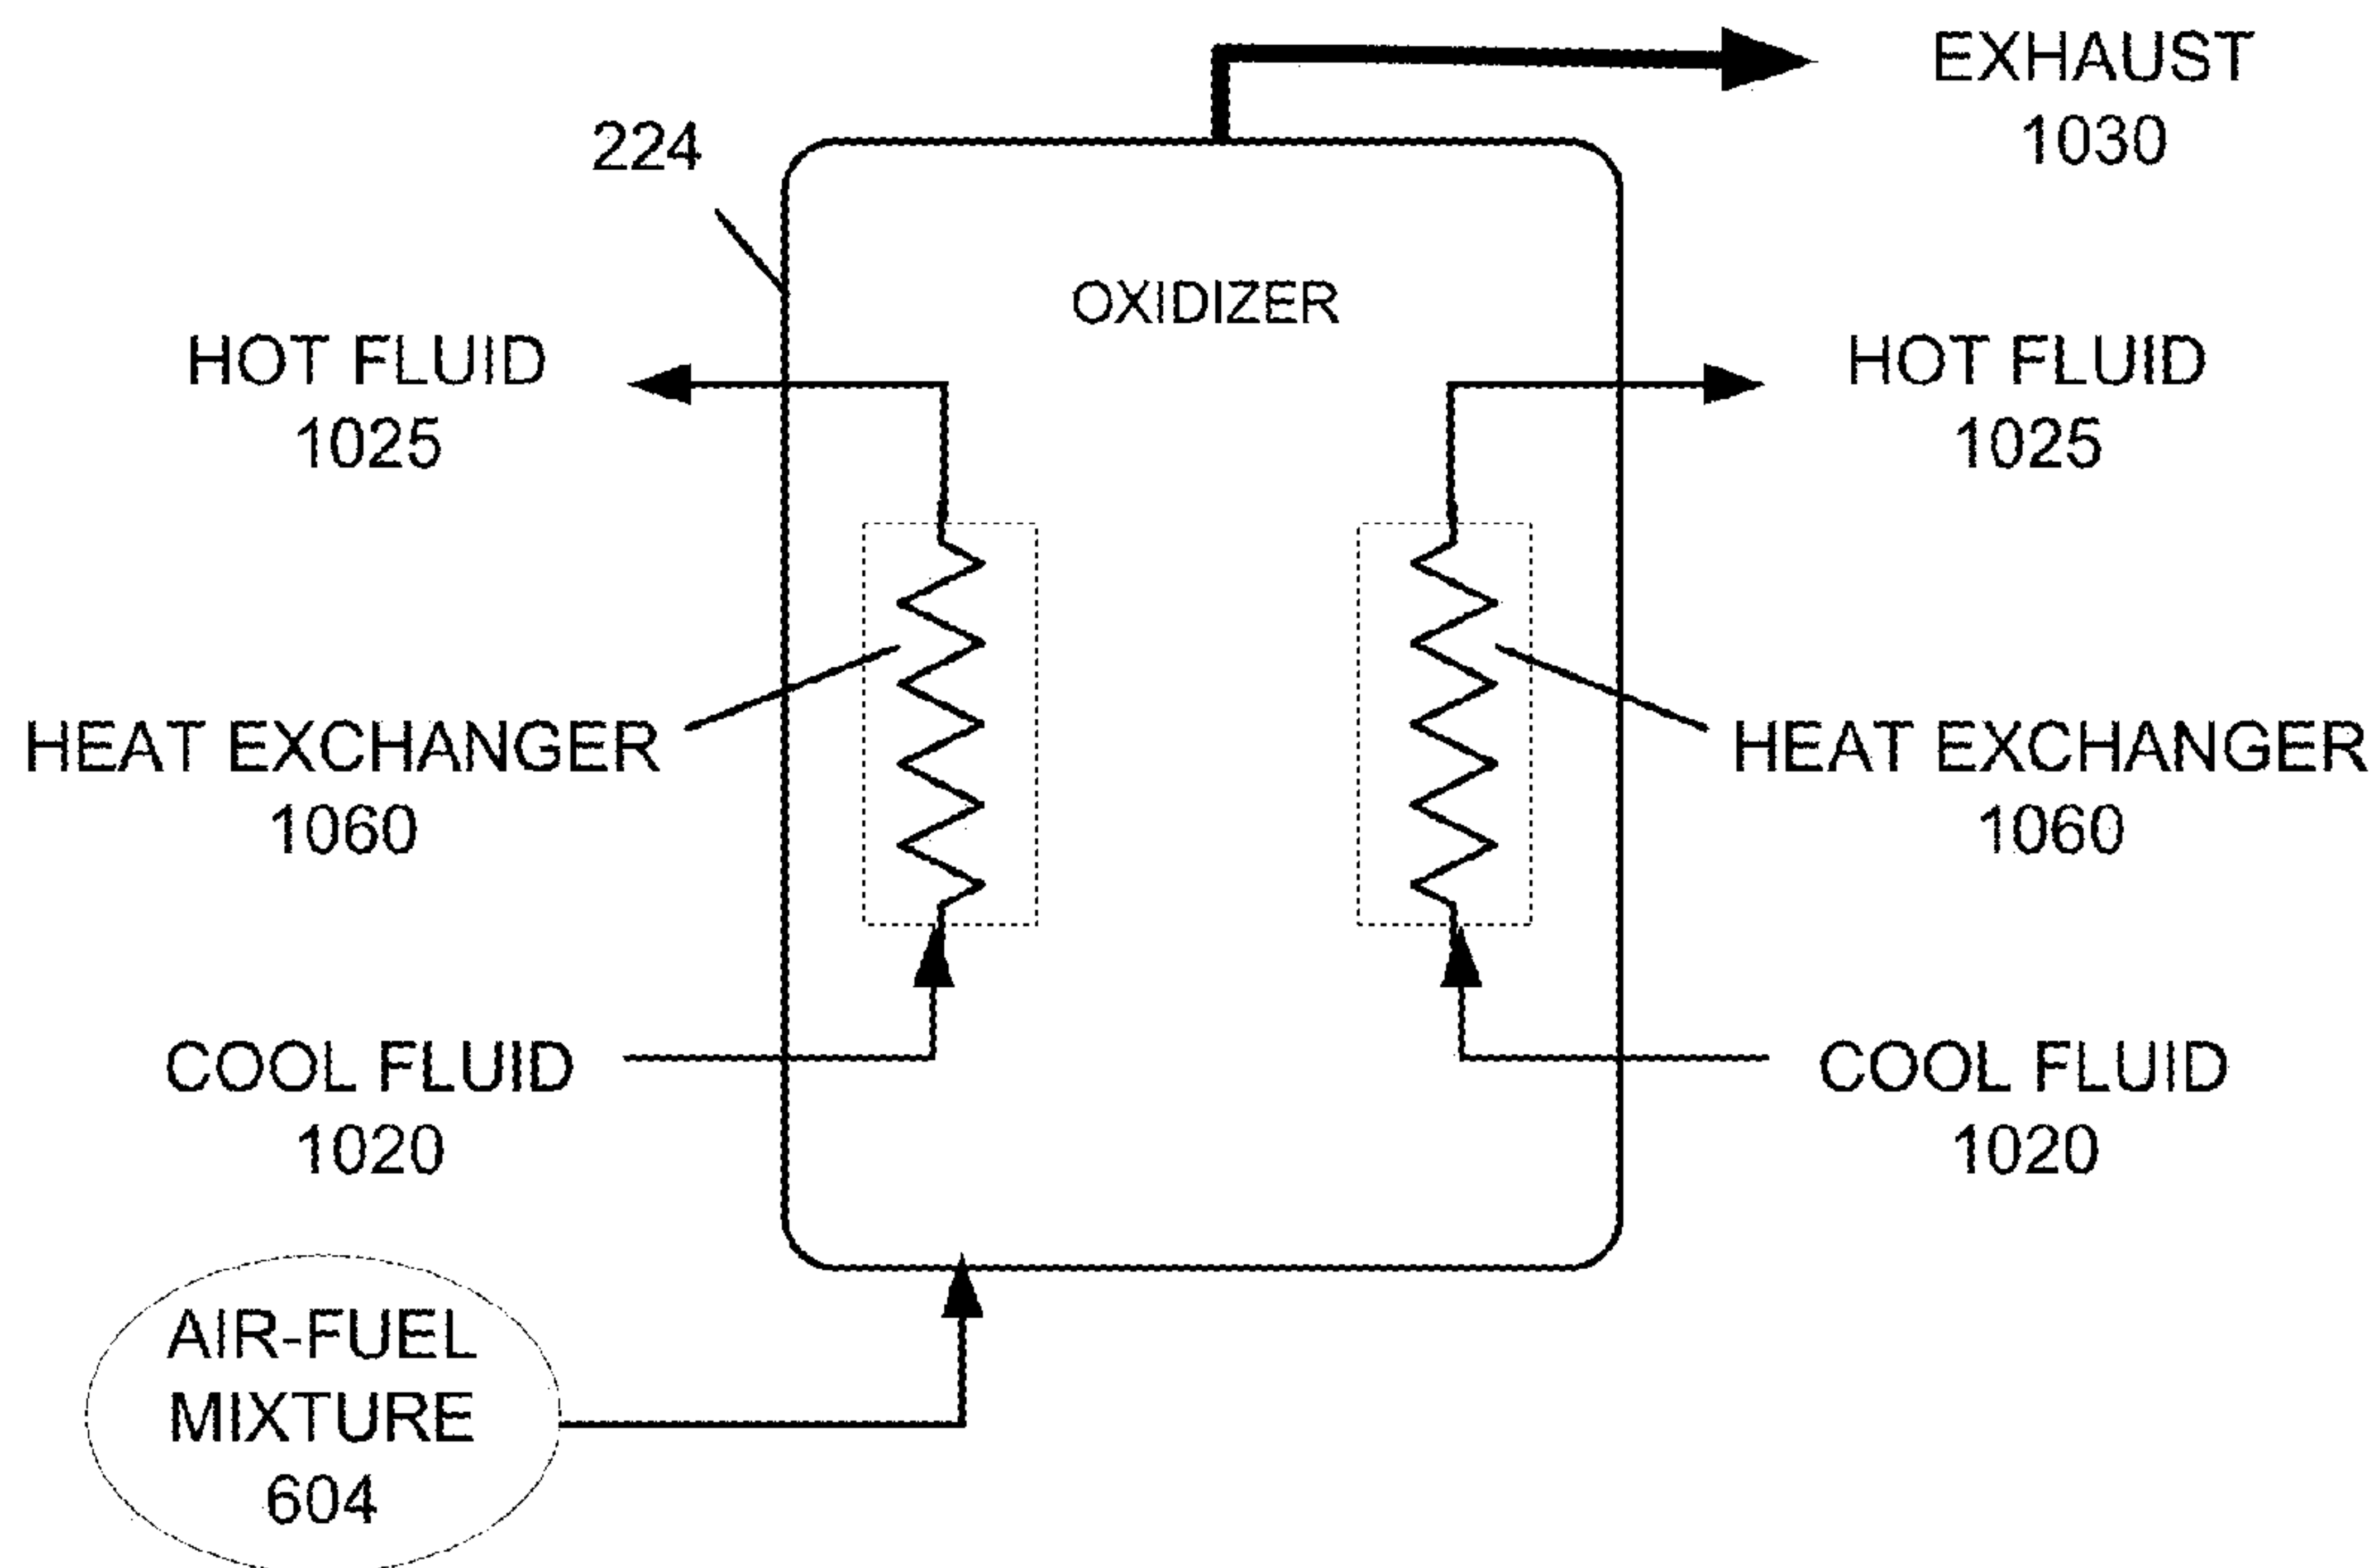 EXHAUST
1030
224
OXIDIZER
HOT FLUID
1025
HOT FLUID
1025
HEAT EXCHANGER
1060
HEAT EXCHANGER
1060
COOL FLUID
1020
COOL FLUID
1020
AIR-FUEL
MIXTURE
604